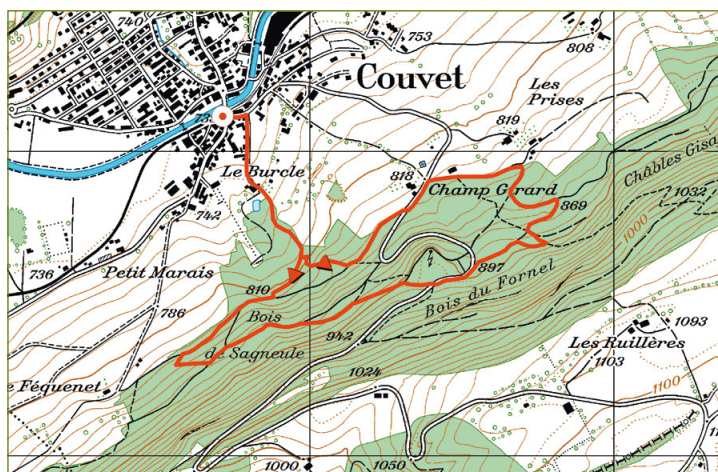 740
753
808
Couvet
Les
Prises
73
819
Le Burcle
818
Champ Girard
Châbles Gisa
742
869
1032
1000
736
Petit Marais
810
897
Bois du Fornel
786
Bois
942
1093
de Sagneule
Les Ruillères
1103
e Féquenet
1024
1100
1000
1050